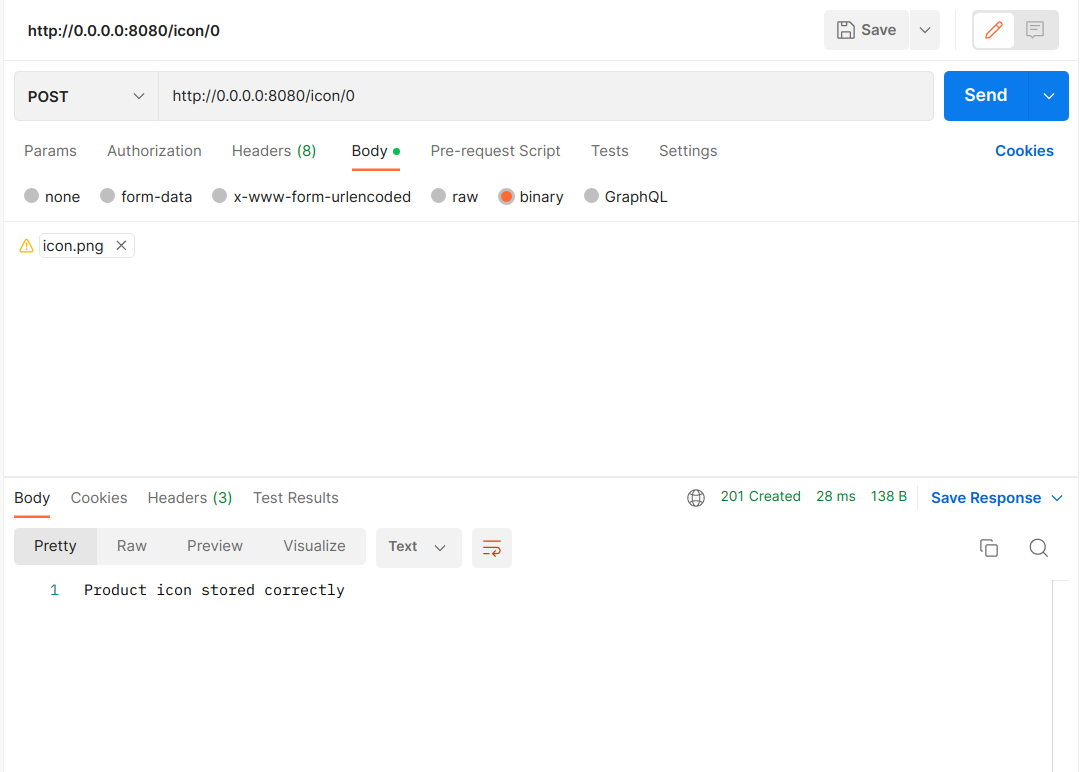 http://0.0.0.0:8080/icon/0
Save
POST
http://0.0.0.0:8080/icon/0
Send
Params Authorization Headers (8) Body Pre-request Script Tests Settings Cookies
none form-data x-www-form-urlencoded raw binary GraphQL
icon.png
Body Cookies Headers (3) Test Results 201 Created 28 ms 138 B Save Response
Pretty Raw Preview Visualize Text
1 Product icon stored correctly